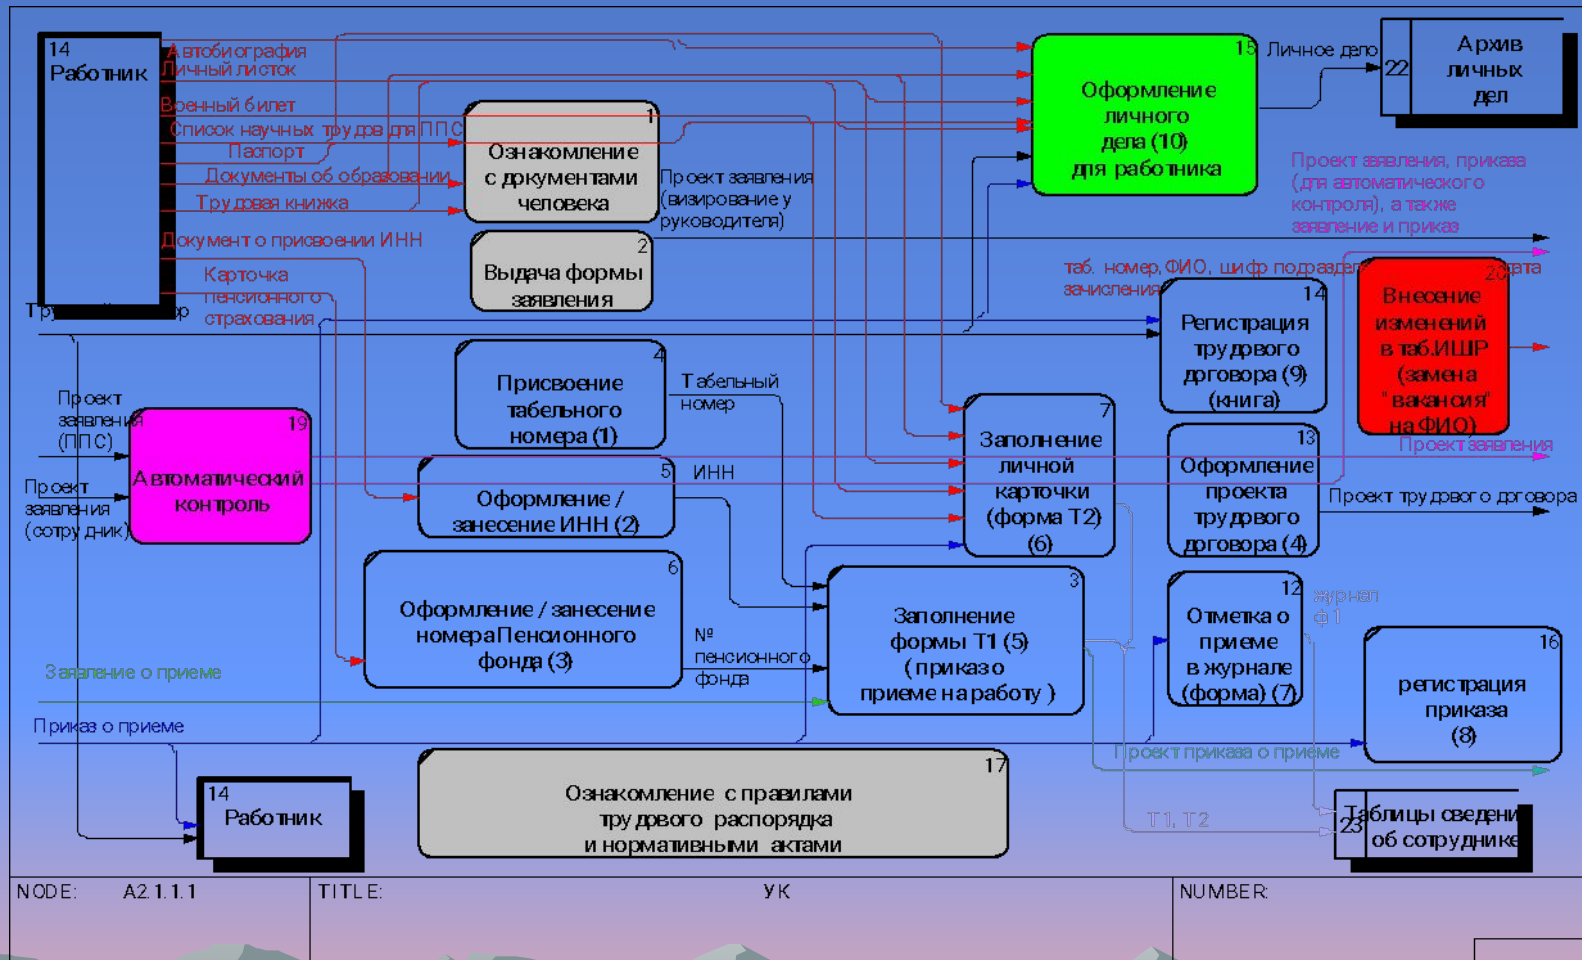 14
Работник
Автобиография
Личный листок
Военный билет
Список научных трудов для ППС
Паспорт
Документы об образовании
Трудовая книжка
Документ о присвоении ИНН
Карточка
пенсионного
страхования
1
Ознакомление
с документами
человека
Проект заявления
(визирование у
руководителя)
2
Выдача формы
заявления
15
Оформление
личного
дела (10)
для работника
Личное дело
22
Архив
личных
дел
Проект заявления, приказа
(для автоматического
контроля), а также
заявление и приказ
таб. номер, ФИО, шифр
зачисления
14
Регистрация
трудового
договора (9)
(книга)
20
Внесение
изменений
в таб.ИШР
(замена
"вакансия"
на ФИО)
4
Присвоение
табельного
номера (1)
Табельный
номер
Проект
заявления
(ППС)
Проект
заявления
(сотрудник)
19
Автоматический
контроль
5
Оформление /
занесение ИНН (2)
ИНН
7
Заполнение
личной
карточки
(форма Т2)
(6)
13
Оформление
проекта
трудового
договора (4)
Проект заявления
Проект трудового договора
6
Оформление / занесение
номера Пенсионного
фонда (3)
№
пенсионного
фонда
3
Заполнение
формы Т1 (5)
( приказ о
приеме на работу )
12
Отметка о
приеме
в журнале
(форма) (7)
журнал
ф1
16
регистрация
приказа
(8)
Заявление о приеме
Приказ о приеме
Проект приказа о приеме
14
Работник
17
Ознакомление с правилами
трудового распорядка
и нормативными актами
Т1, Т2
23
Таблицы сведени
об сотруднике
NODE: A2.1.1.1
TITLE: УК
NUMBER: